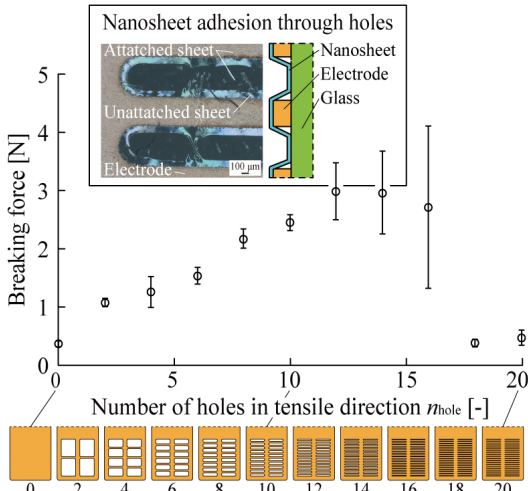 Nanosheet adhesion through holes
Attatched sheet
Unattatched sheet
Electrode
100 μm
Nanosheet
Electrode
Glass
Breaking force [N]
5
4
3
2
1
0
0 5 10 15 20
Number of holes in tensile direction nhole [-]
0 2 4 6 8 10 12 14 16 18 20